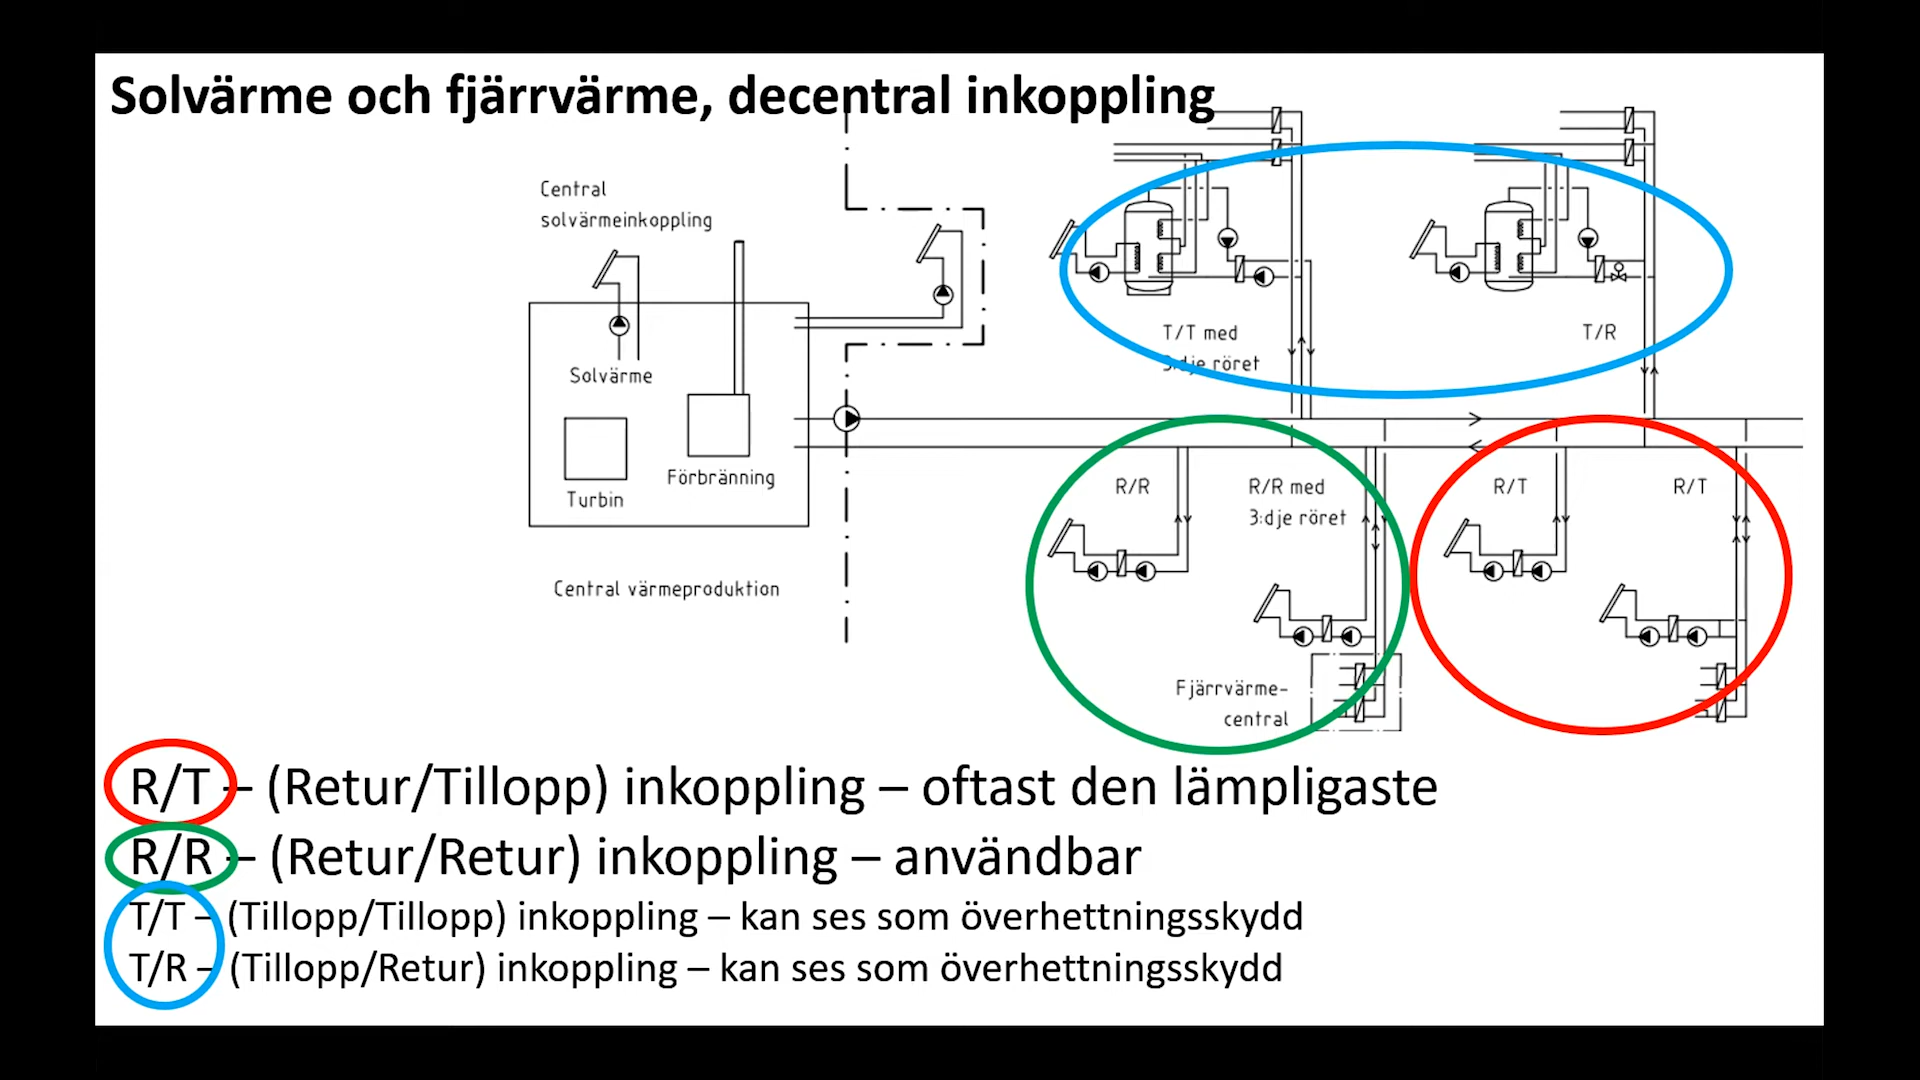 Solvärme och fjärrvärme, decentral inkoppling
Central
solvärmeinkoppling
Solvärme
Turbin
Förbränning
Central värmeproduktion
T/T med
3:dje röret
T/R
R/R
R/R med
3:dje röret
R/T
R/T
Fjärrvärme-
central
R/T – (Retur/Tillopp) inkoppling – oftast den lämpligaste
R/R – (Retur/Retur) inkoppling – användbar
T/T – (Tillopp/Tillopp) inkoppling – kan ses som överhettningsskydd
T/R – (Tillopp/Retur) inkoppling – kan ses som överhettningsskydd